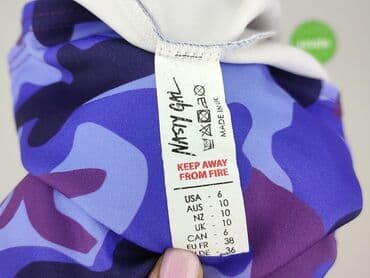 NASTY GAL
MADE IN UK
KEEP AWAY
FROM FIRE
USA - 6
AUS - 10
NZ - 10
UK - 10
CAN - 6
EU FR - 38
36